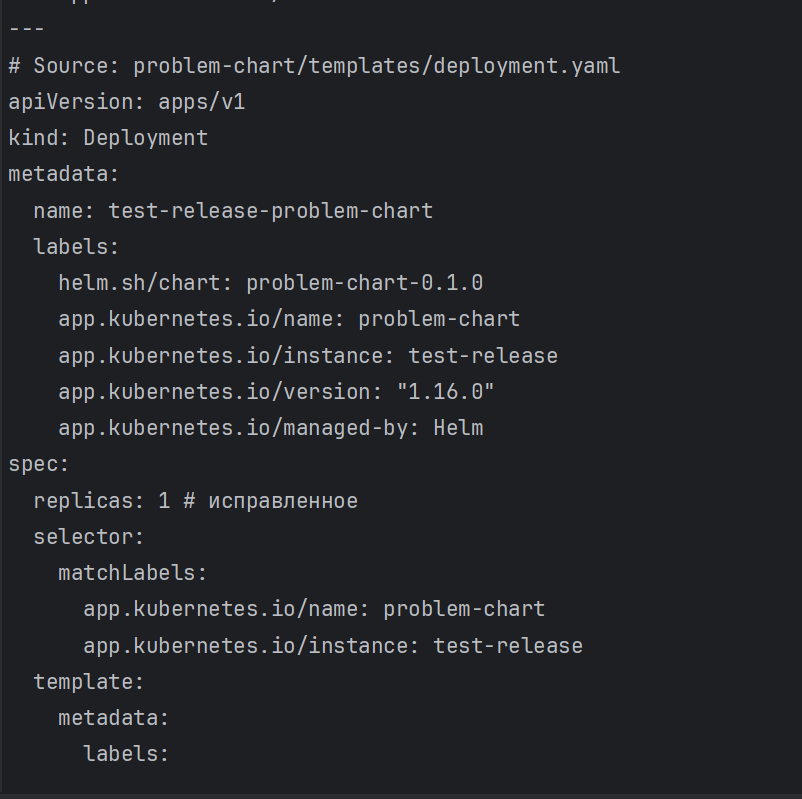 ---
# Source: problem-chart/templates/deployment.yaml
apiVersion: apps/v1
kind: Deployment
metadata:
  name: test-release-problem-chart
  labels:
    helm.sh/chart: problem-chart-0.1.0
    app.kubernetes.io/name: problem-chart
    app.kubernetes.io/instance: test-release
    app.kubernetes.io/version: "1.16.0"
    app.kubernetes.io/managed-by: Helm
spec:
  replicas: 1 # исправленное
  selector:
    matchLabels:
      app.kubernetes.io/name: problem-chart
      app.kubernetes.io/instance: test-release
  template:
    metadata:
      labels: